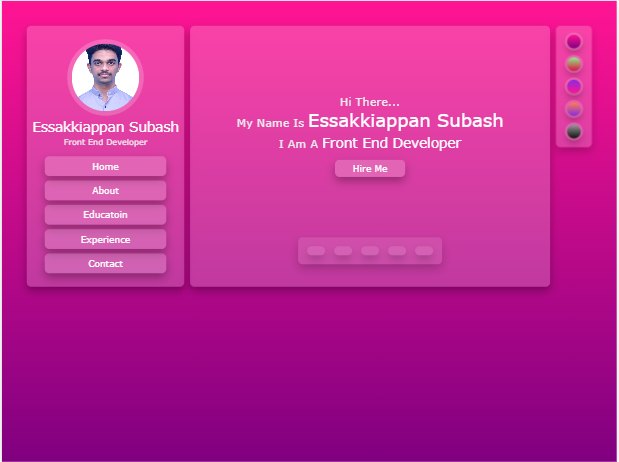 Essakkiappan Subash
Front End Developer
Home
About
Educatoin
Experience
Contact
Hi There...
My Name Is Essakkiappan Subash
I Am A Front End Developer
Hire Me